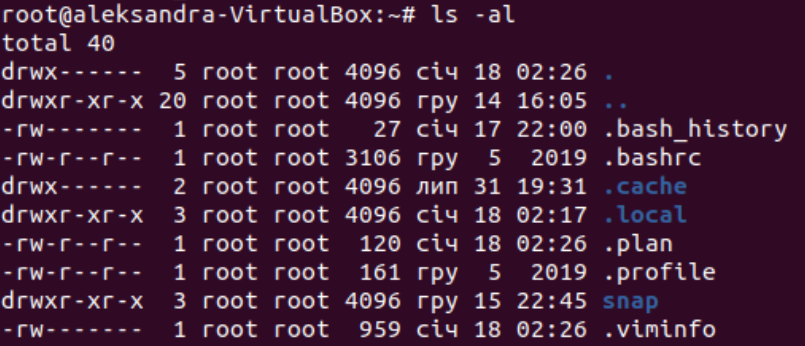 root@aleksandra-VirtualBox:~# ls -al
total 40
drwx------  5 root root 4096 січ 18 02:26 .
drwxr-xr-x 20 root root 4096 гру 14 16:05 ..
-rw-------  1 root root   27 січ 17 22:00 .bash_history
-rw-r--r--  1 root root 3106 гру  5  2019 .bashrc
drwx------  2 root root 4096 лип 31 19:31 .cache
drwxr-xr-x  3 root root 4096 січ 18 02:17 .local
-rw-r--r--  1 root root  120 січ 18 02:26 .plan
-rw-r--r--  1 root root  161 гру  5  2019 .profile
drwxr-xr-x  3 root root 4096 гру 15 22:45 snap
-rw-------  1 root root  959 січ 18 02:26 .viminfo